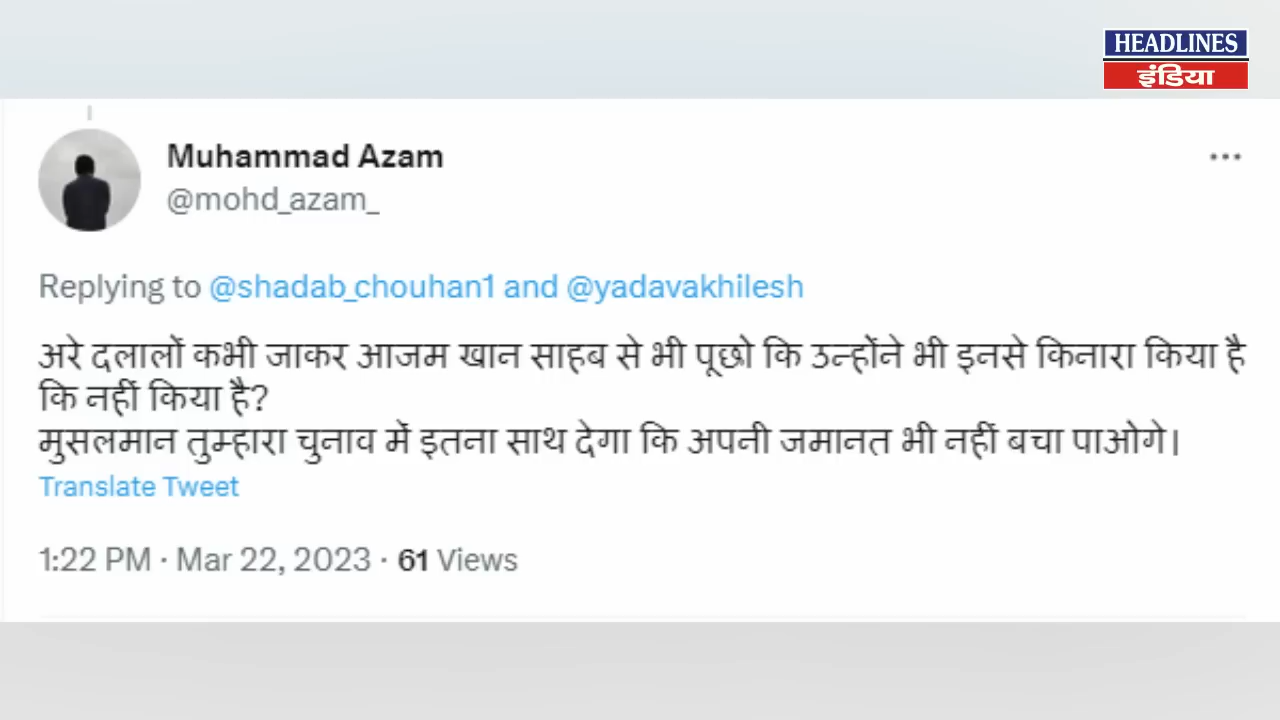 HEADLINES
इंडिया
Muhammad Azam
@mohd_azam_
Replying to @shadab_chouhan1 and @yadavakhilesh
अरे दलालों कभी जाकर आजम खान साहब से भी पूछो कि उन्होंने भी इनसे किनारा किया है
कि नहीं किया है?
मुसलमान तुम्हारा चुनाव में इतना साथ देगा कि अपनी जमानत भी नहीं बचा पाओगे।
Translate Tweet
1:22 PM · Mar 22, 2023 · 61 Views